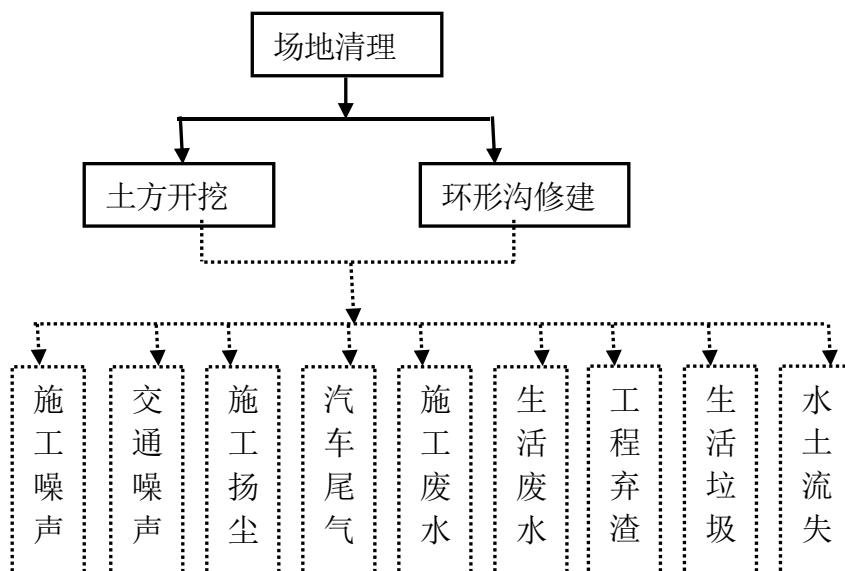 场地清理
土方开挖
环形沟修建
施工噪声
交通噪声
施工扬尘
汽车尾气
施工废水
生活废水
工程弃渣
生活垃圾
水土流失